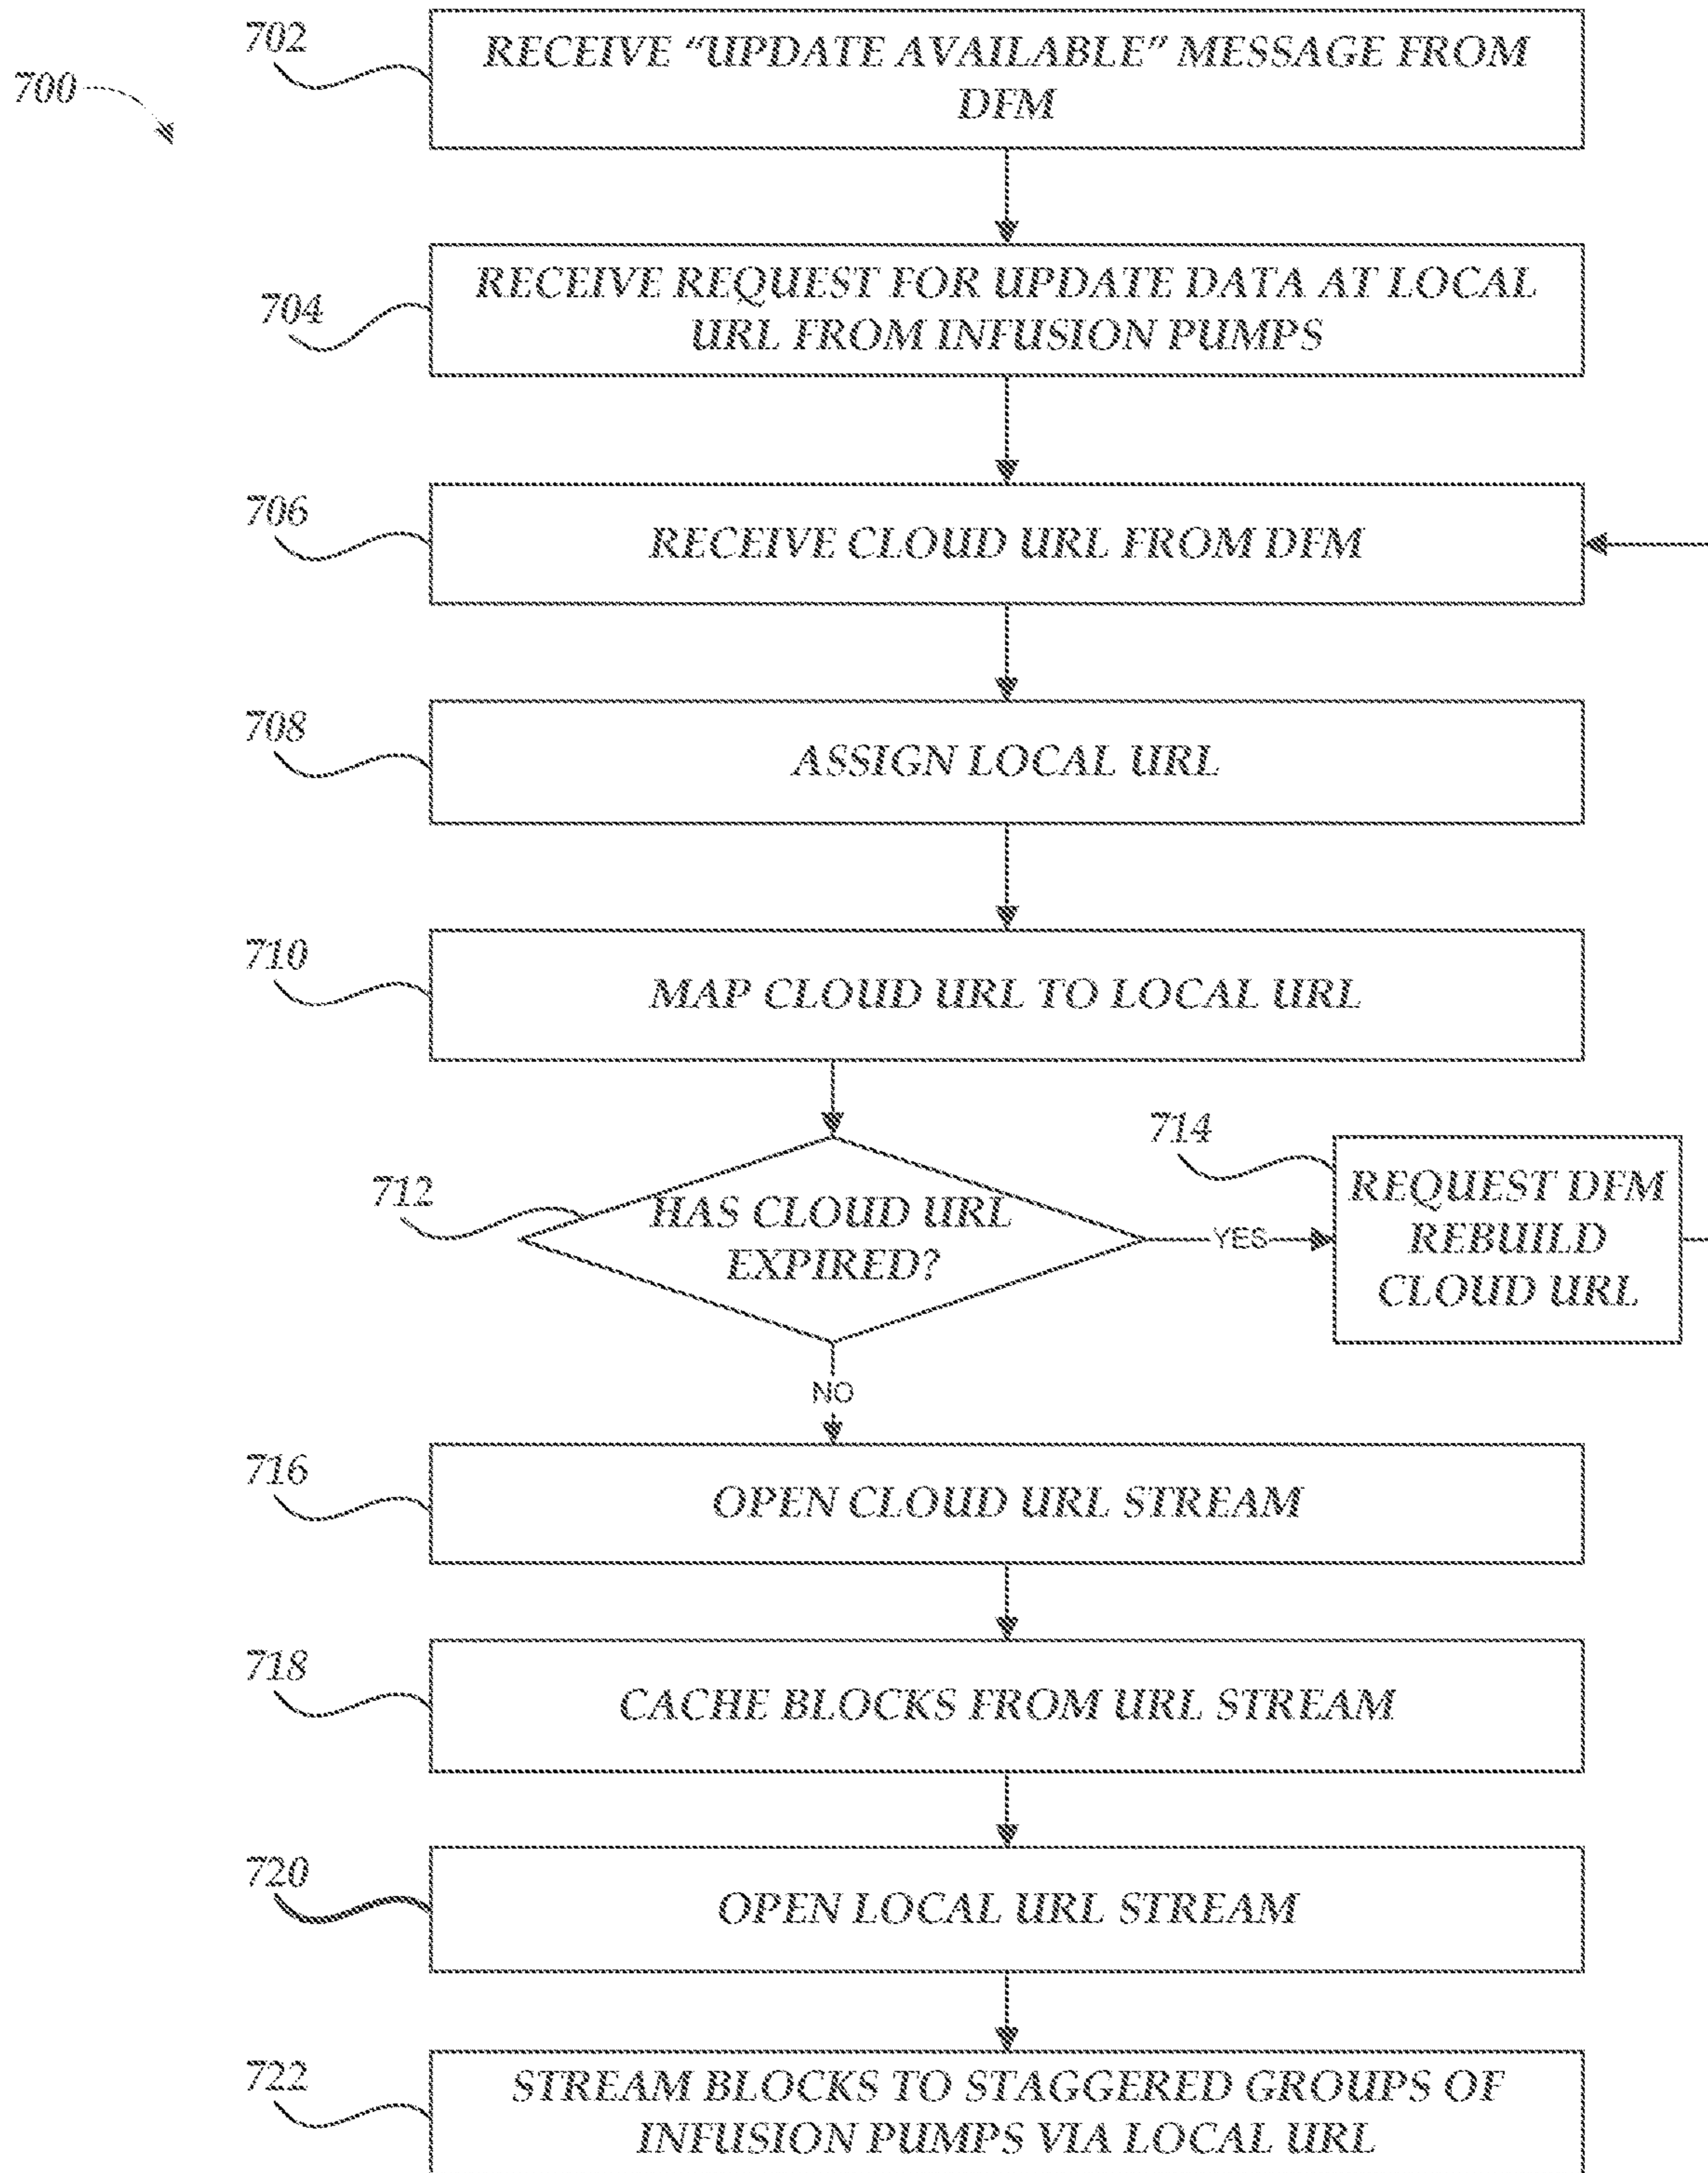 702
RECEIVE “UPDATE AVAILABLE” MESSAGE FROM
DFM
700
704
RECEIVE REQUEST FOR UPDATE DATA AT LOCAL
URL FROM INFUSION PUMPS
706
RECEIVE CLOUD URL FROM DFM
708
ASSIGN LOCAL URL
710
MAP CLOUD URL TO LOCAL URL
712
HAS CLOUD URL
EXPIRED?
YES
714
REQUEST DFM
REBUILD
CLOUD URL
NO
716
OPEN CLOUD URL STREAM
718
CACHE BLOCKS FROM URL STREAM
720
OPEN LOCAL URL STREAM
722
STREAM BLOCKS TO STAGGERED GROUPS OF
INFUSION PUMPS VIA LOCAL URL